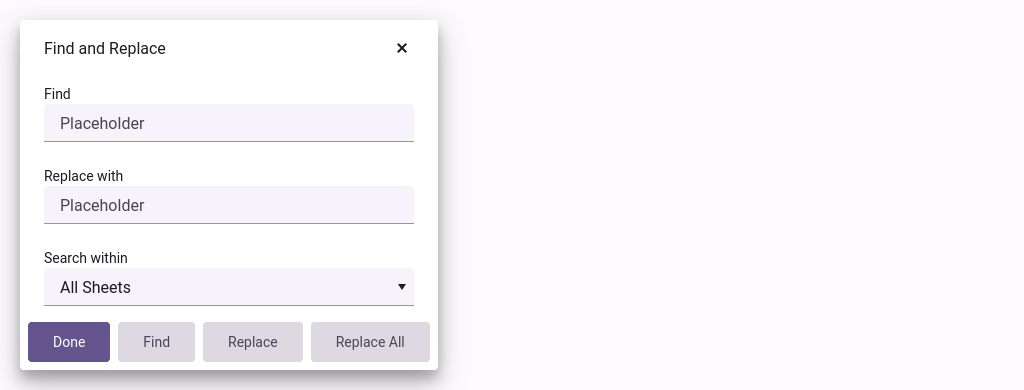 Find and Replace ×
Find
Placeholder
Replace with
Placeholder
Search within
All Sheets
Done Find Replace Replace All